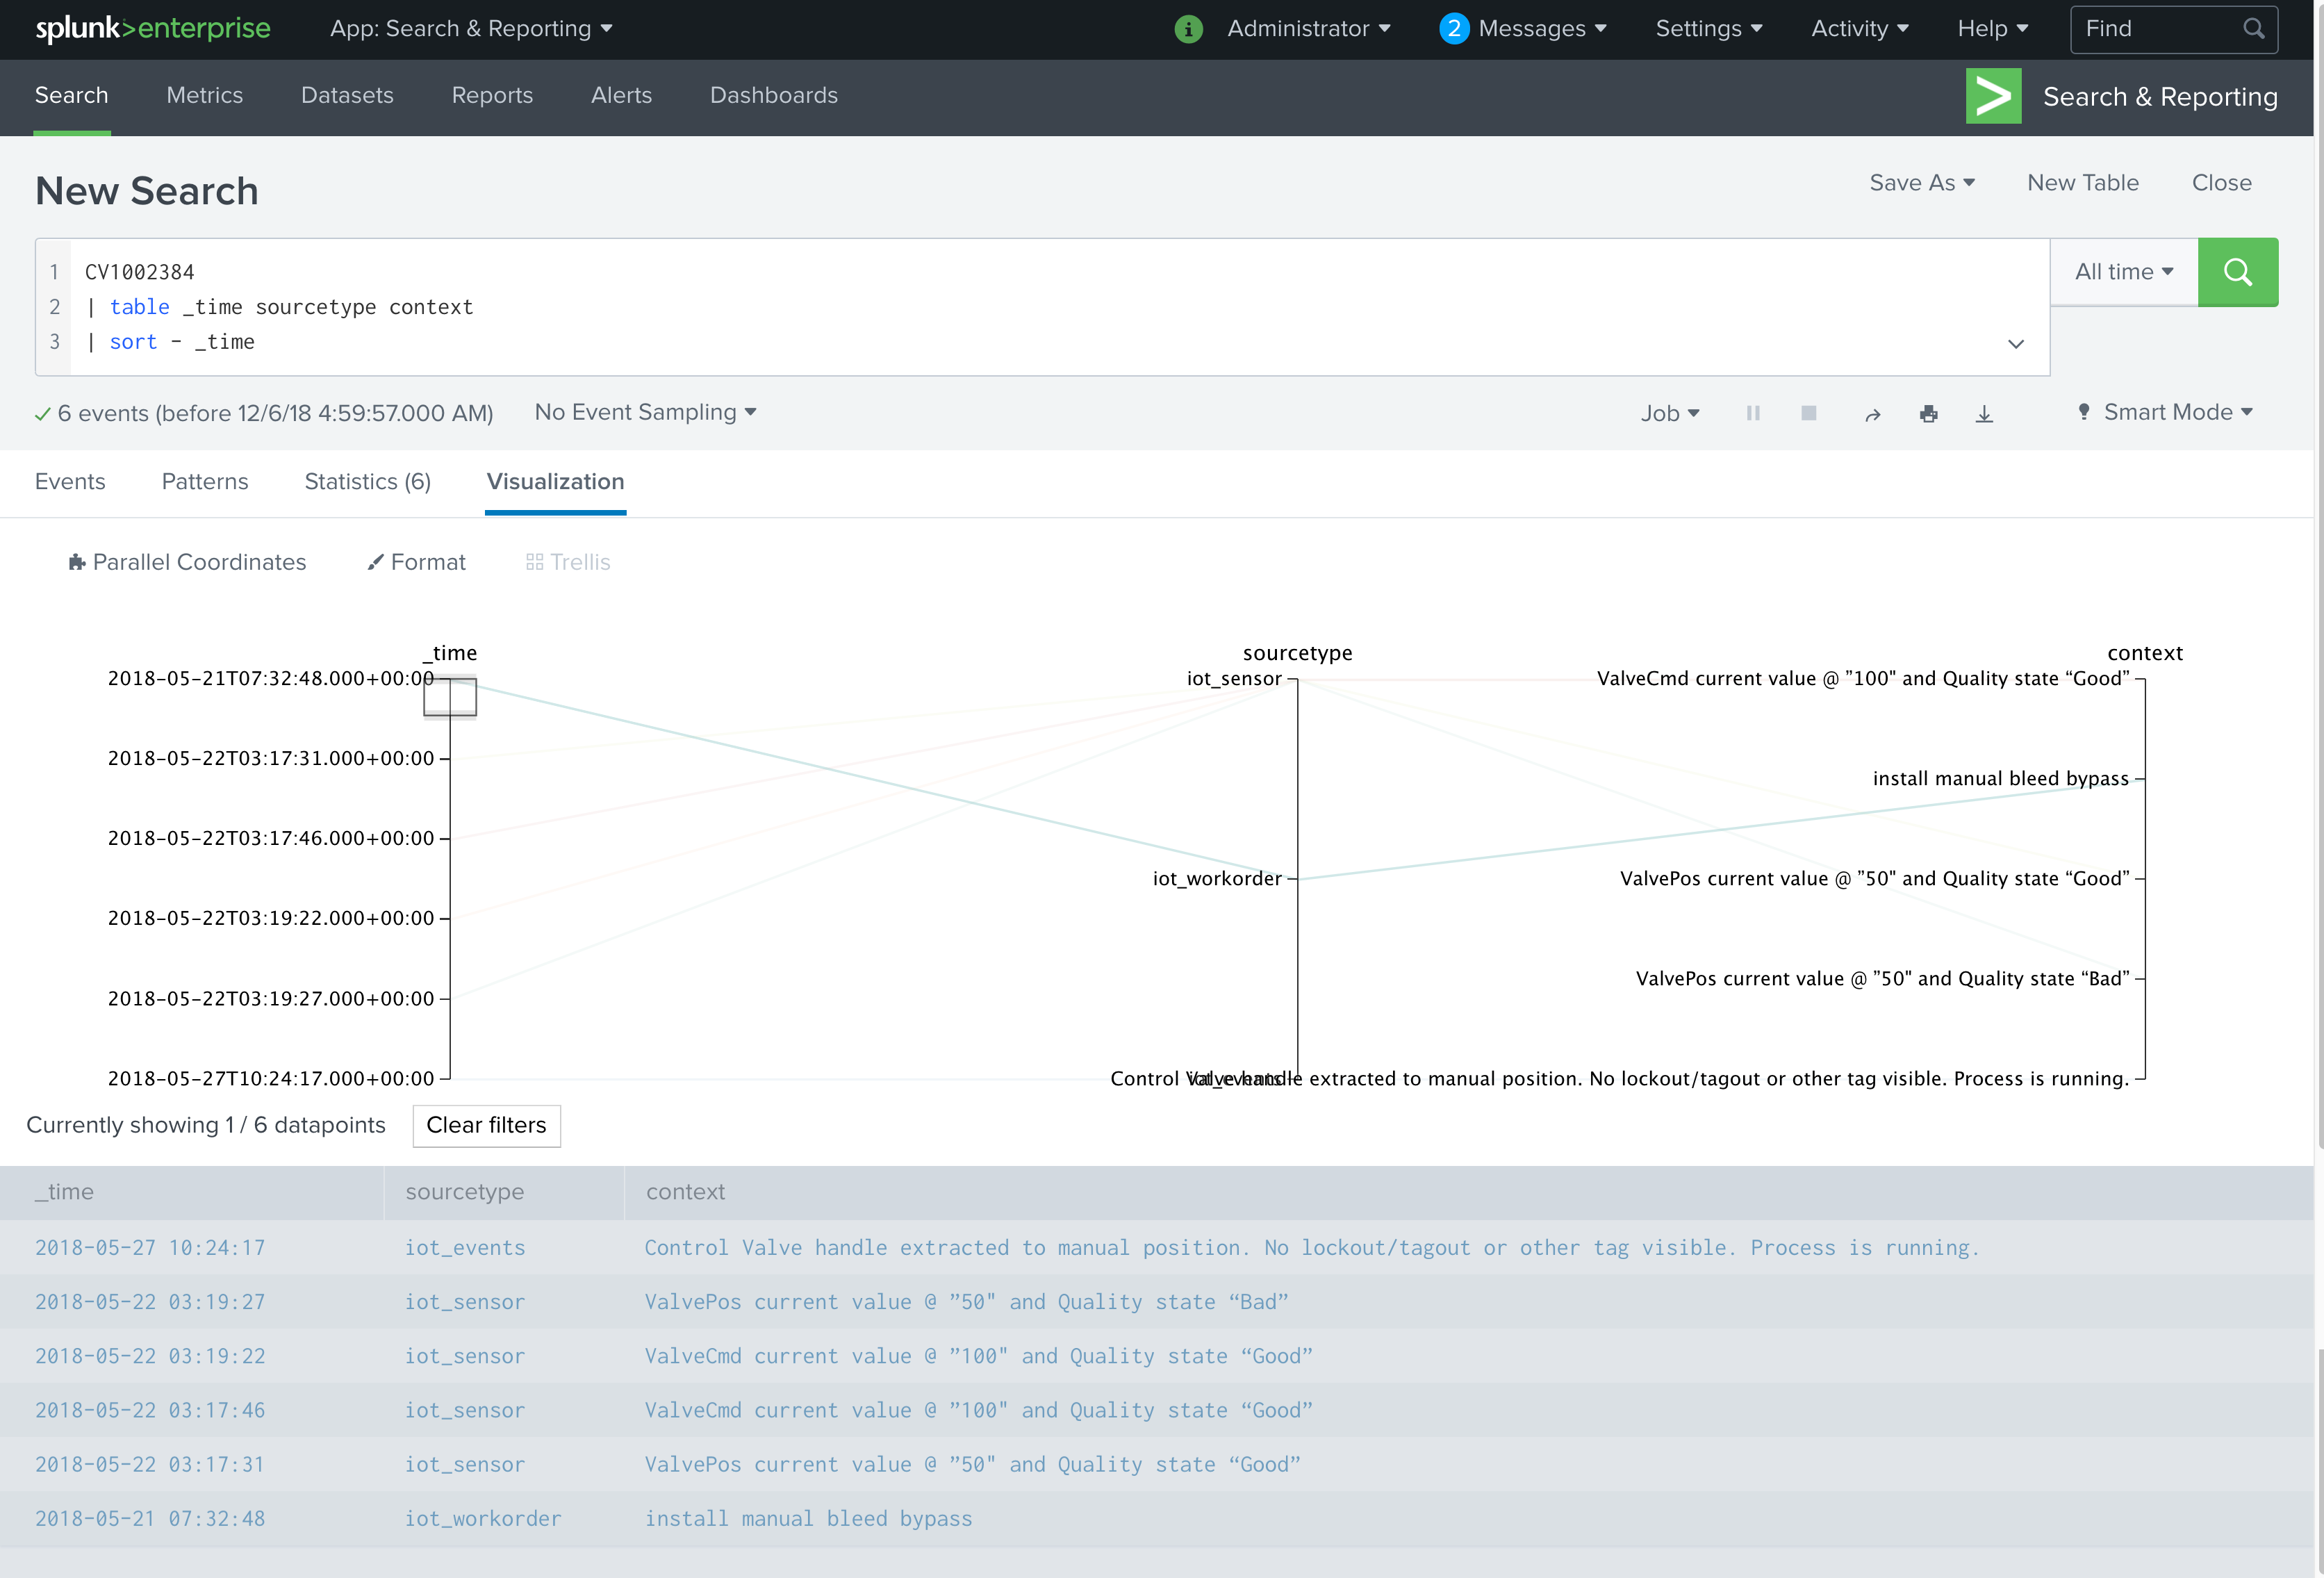 splunk>enterprise App: Search & Reporting i Administrator 2 Messages Settings Activity Help Find
Search Metrics Datasets Reports Alerts Dashboards > Search & Reporting
New Search Save As New Table Close
1 CV1002384 All time
2 | table _time sourcetype context
3 | sort - _time
6 events (before 12/6/18 4:59:57.000 AM) No Event Sampling Job Smart Mode
Events Patterns Statistics (6) Visualization
Parallel Coordinates Format Trellis
_time sourcetype context
2018-05-21T07:32:48.000+00:00 iot_sensor ValveCmd current value @ ”100" and Quality state “Good”
2018-05-22T03:17:31.000+00:00
install manual bleed bypass
2018-05-22T03:17:46.000+00:00
iot_workorder ValvePos current value @ ”50" and Quality state “Good”
2018-05-22T03:19:22.000+00:00
ValvePos current value @ ”50" and Quality state “Bad”
2018-05-22T03:19:27.000+00:00
2018-05-27T10:24:17.000+00:00 iot_events Control Valve handle extracted to manual position. No lockout/tagout or other tag visible. Process is running.
Currently showing 1 / 6 datapoints Clear filters
_time sourcetype context
2018-05-27 10:24:17 iot_events Control Valve handle extracted to manual position. No lockout/tagout or other tag visible. Process is running.
2018-05-22 03:19:27 iot_sensor ValvePos current value @ ”50" and Quality state “Bad”
2018-05-22 03:19:22 iot_sensor ValveCmd current value @ ”100" and Quality state “Good”
2018-05-22 03:17:46 iot_sensor ValveCmd current value @ ”100" and Quality state “Good”
2018-05-22 03:17:31 iot_sensor ValvePos current value @ ”50" and Quality state “Good”
2018-05-21 07:32:48 iot_workorder install manual bleed bypass